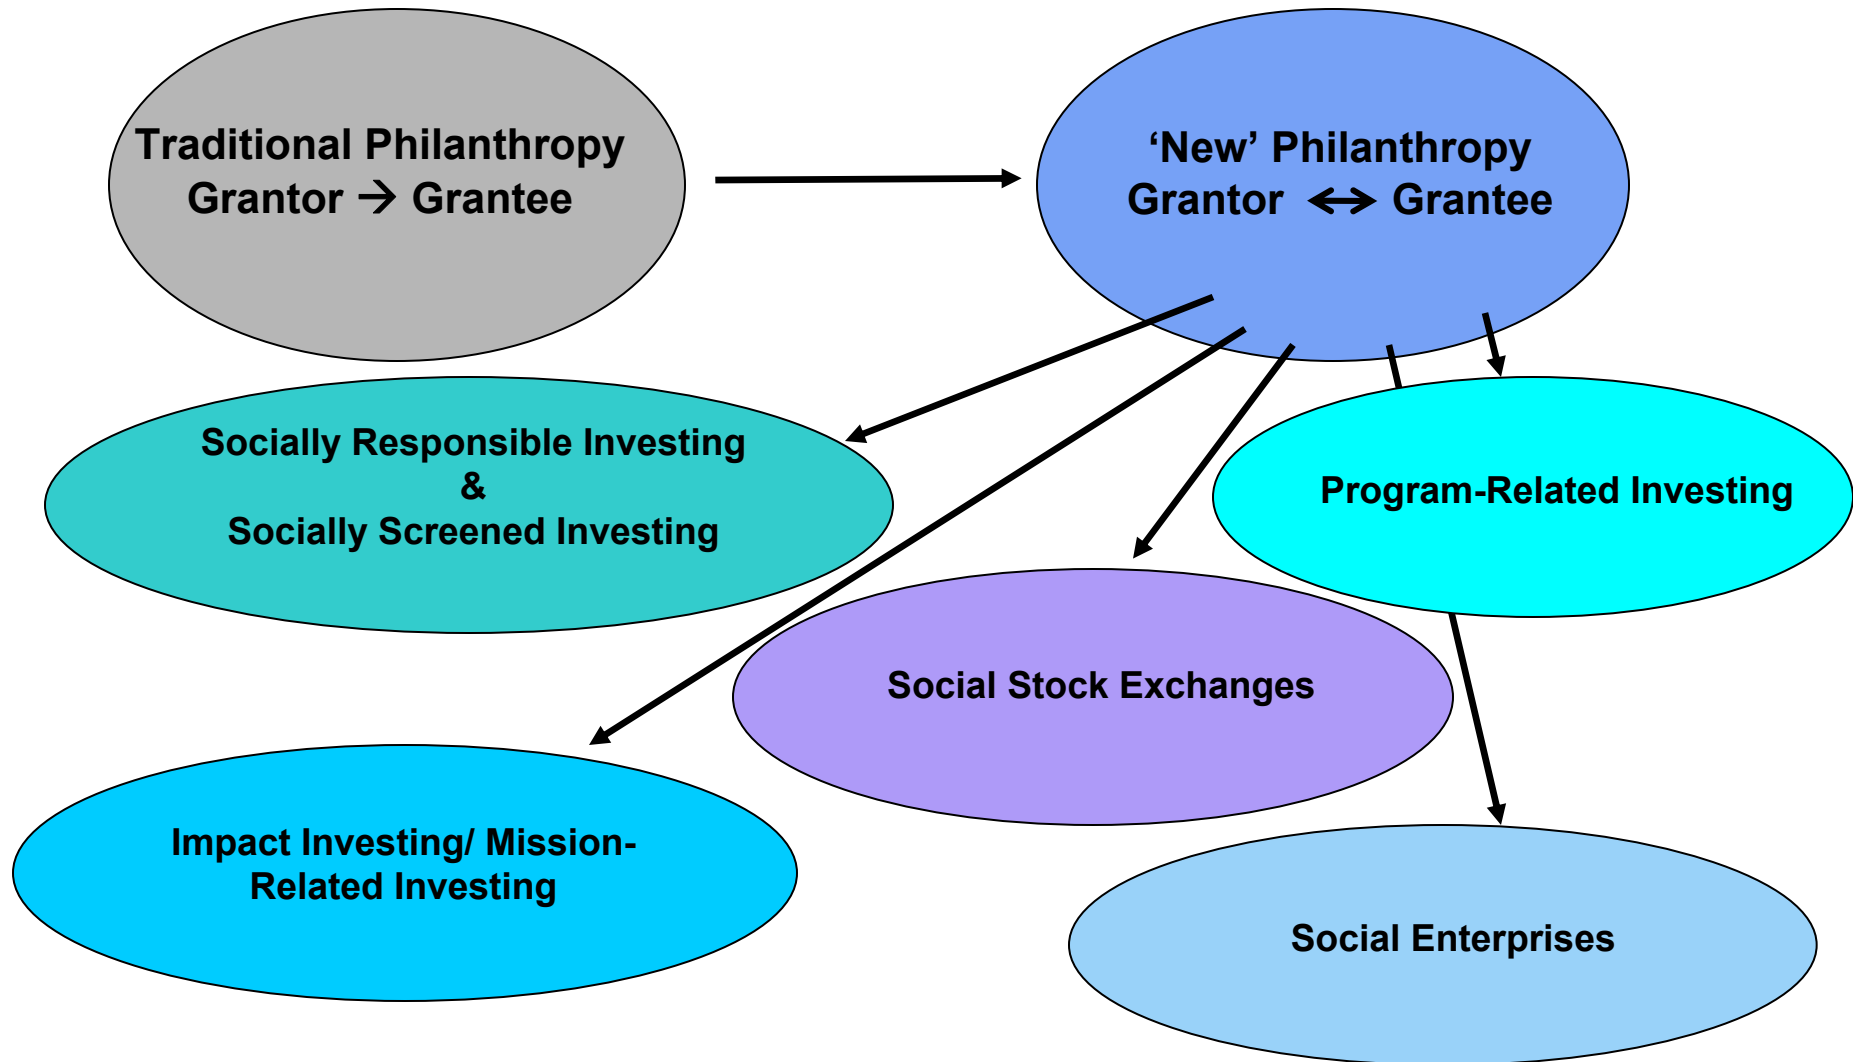 Traditional Philanthropy
Grantor → Grantee
‘New’ Philanthropy
Grantor ↔ Grantee
Socially Responsible Investing
&
Socially Screened Investing
Program-Related Investing
Social Stock Exchanges
Impact Investing/ Mission-
Related Investing
Social Enterprises